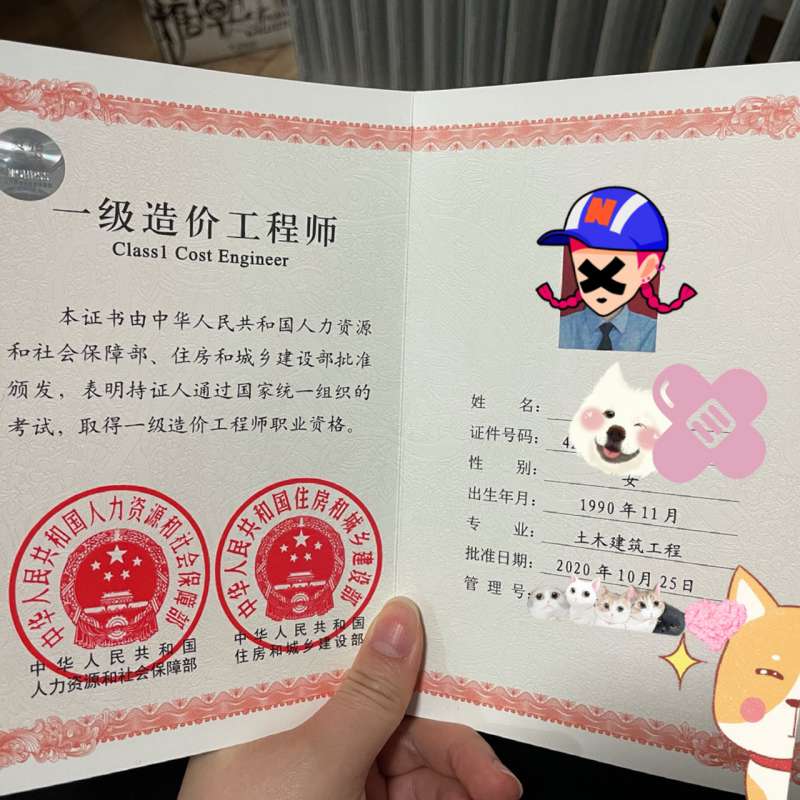 一级造价工程师
Class1 Cost Engineer
本证书由中华人民共和国人力资源
和社会保障部、住房和城乡建设部批准
颁发，表明持证人通过国家统一组织的
考试，取得一级造价工程师职业资格。
中华人民共和国人力资源和社会保障部
中华人民共和国住房和城乡建设部
中华人民共和国
人力资源和社会保障部
中华人民共和国
住房和城乡建设部
N
姓 名：
证件号码： 4
性 别： 女
出生年月： 1990年11月
专 业： 土木建筑工程
批准日期： 2020年10月25日
管 理 号：